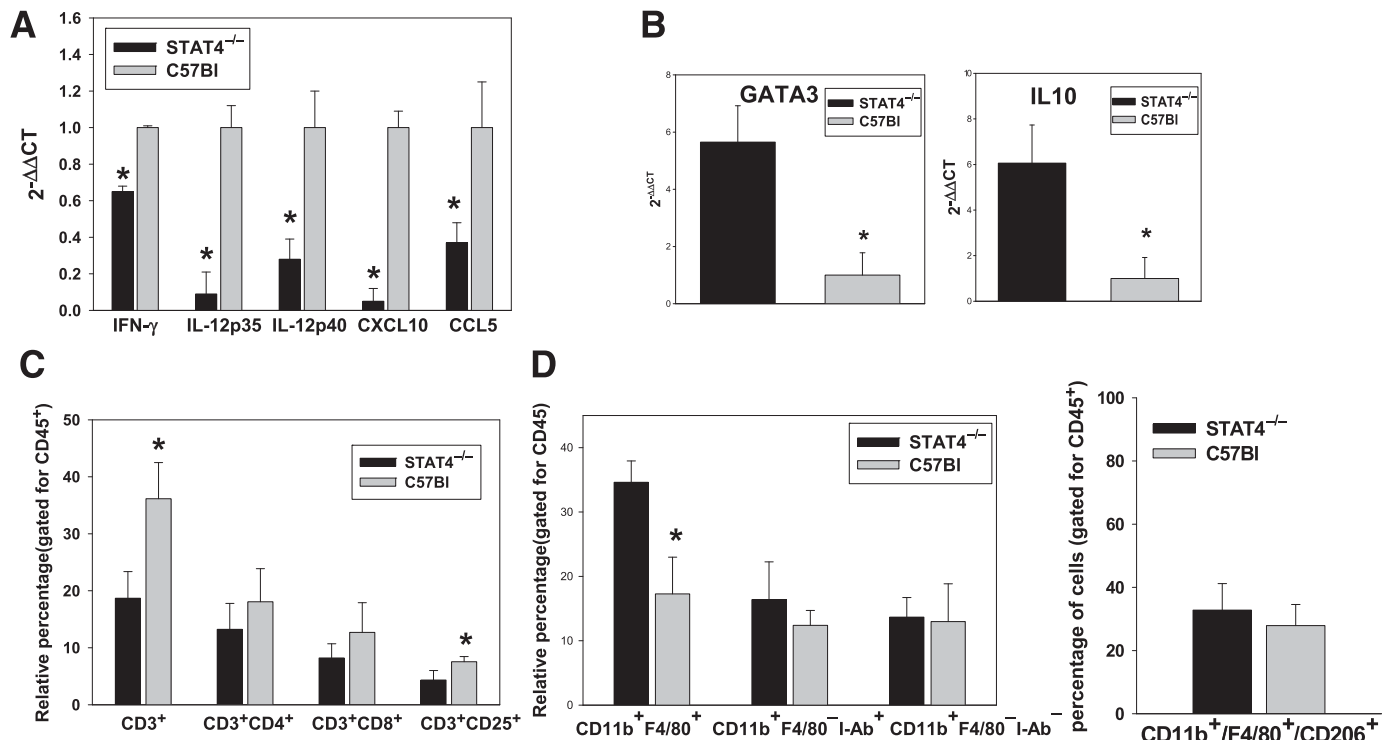 A
2-ΔΔCT
1.6
1.4
1.2
1.0
0.8
0.6
0.4
0.2
0.0
STAT4−/−
C57Bl
*
*
*
*
*
IFN-γ IL-12p35 IL-12p40 CXCL10 CCL5
B
2-ΔΔCT
8
6
4
2
0
GATA3
STAT4−/−
C57Bl
*
2-ΔΔCT
10
8
6
4
2
0
IL10
STAT4−/−
C57Bl
*
C
Relative percentage(gated for CD45+)
50
40
30
20
10
0
STAT4−/−
C57Bl
*
*
CD3+ CD3+CD4+ CD3+CD8+ CD3+CD25+
D
Relative percentage(gated for CD45)
40
30
20
10
0
STAT4−/−
C57Bl
*
CD11b+F4/80+ CD11b+F4/80−I-Ab+ CD11b+F4/80−I-Ab−
percentage of cells (gated for CD45+)
100
80
60
40
20
0
STAT4−/−
C57Bl
CD11b+/F4/80+/CD206+